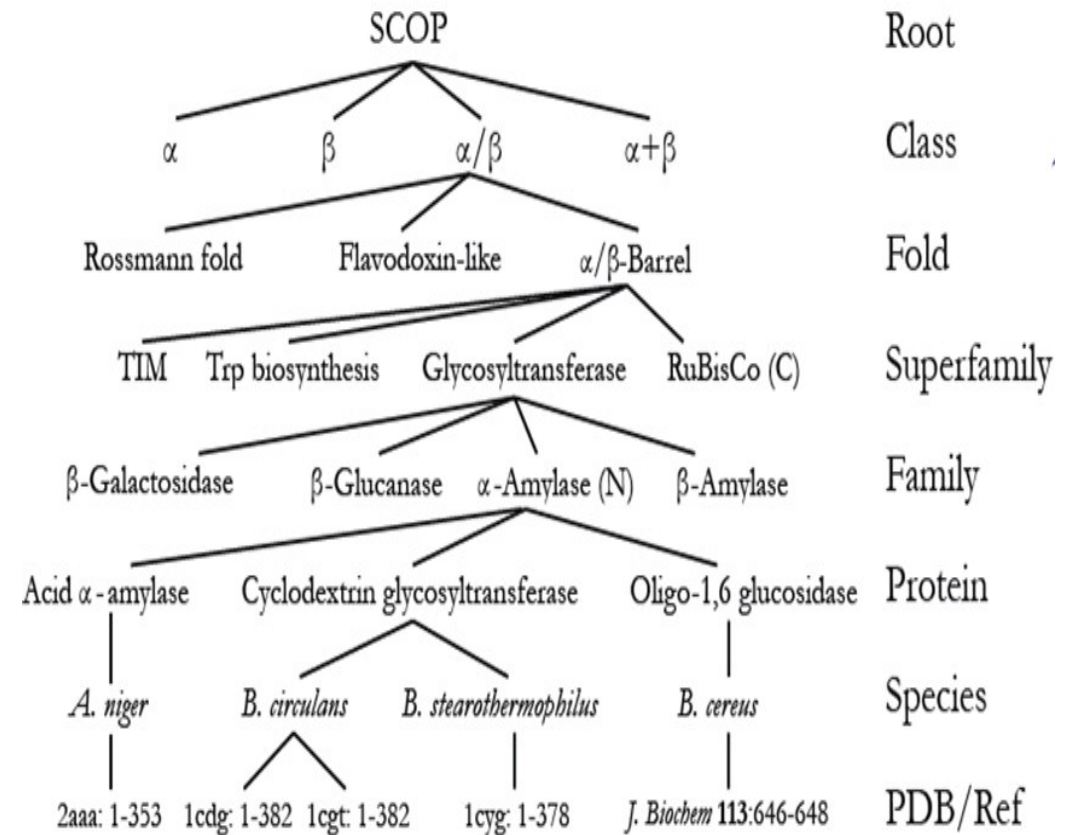 SCOP Root
α β α/β α+β Class
Rossmann fold Flavodoxin-like α/β-Barrel Fold
TIM Trp biosynthesis Glycosyltransferase RuBisCo (C) Superfamily
β-Galactosidase β-Glucanase α-Amylase (N) β-Amylase Family
Acid α-amylase Cyclodextrin glycosyltransferase Oligo-1,6 glucosidase Protein
A. niger B. circulans B. stearothermophilus B. cereus Species
2aaa: 1-353 1cdg: 1-382 1cgt: 1-382 1cyg: 1-378 J. Biochem 113:646-648 PDB/Ref